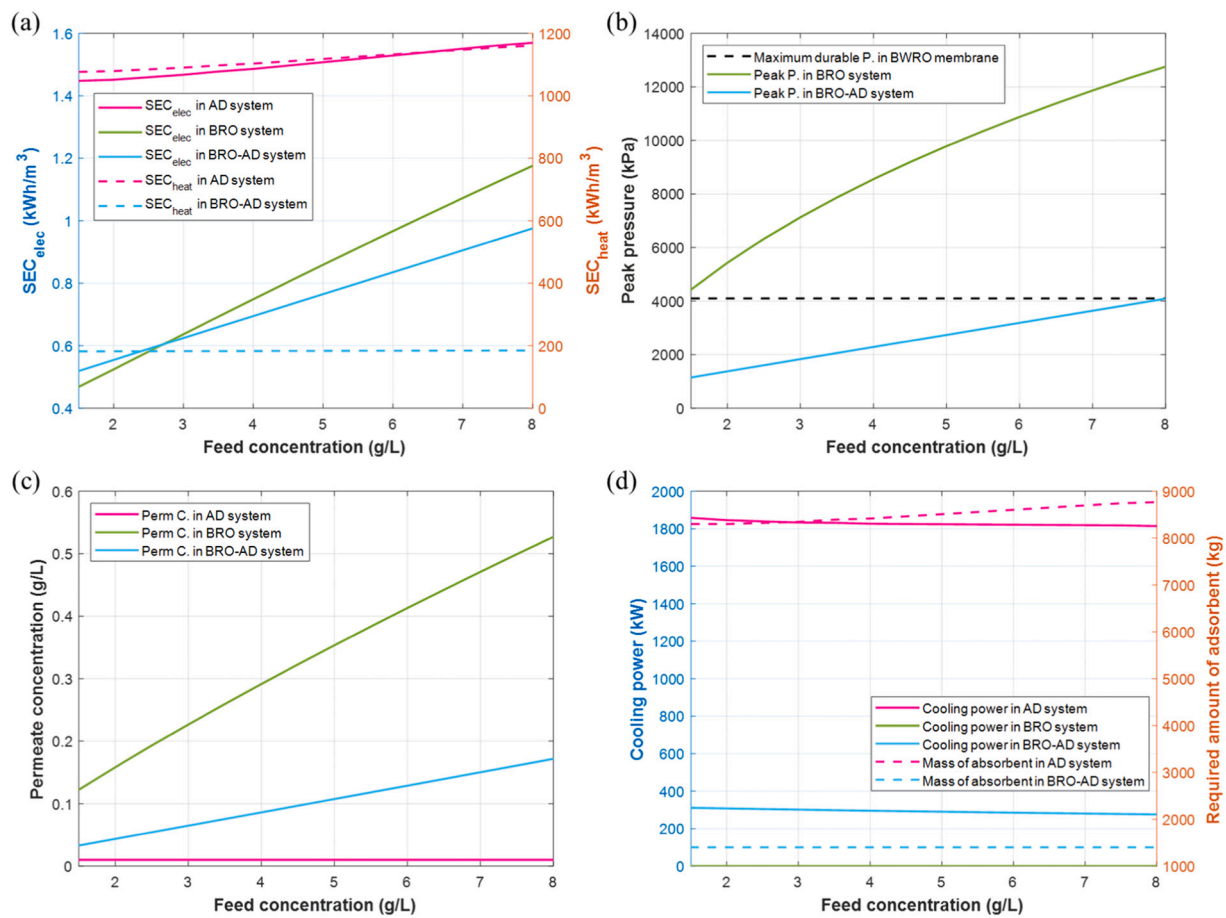 (a)
1.6
1.4
1.2
1
0.8
0.6
0.4
SEC_elec (kWh/m^3)
SEC_elec in AD system
SEC_elec in BRO system
SEC_elec in BRO-AD system
SEC_heat in AD system
SEC_heat in BRO-AD system
1200
1000
800
600
400
200
0
SEC_heat (kWh/m^3)
2 3 4 5 6 7 8
Feed concentration (g/L)
(b)
14000
12000
10000
8000
6000
4000
2000
0
Peak pressure (kPa)
Maximum durable P. in BWRO membrane
Peak P. in BRO system
Peak P. in BRO-AD system
2 3 4 5 6 7 8
Feed concentration (g/L)
(c)
0.6
0.5
0.4
0.3
0.2
0.1
0
Permeate concentration (g/L)
Perm C. in AD system
Perm C. in BRO system
Perm C. in BRO-AD system
2 3 4 5 6 7 8
Feed concentration (g/L)
(d)
2000
1800
1600
1400
1200
1000
800
600
400
200
0
Cooling power (kW)
Cooling power in AD system
Cooling power in BRO system
Cooling power in BRO-AD system
Mass of absorbent in AD system
Mass of absorbent in BRO-AD system
9000
8000
7000
6000
5000
4000
3000
2000
1000
Required amount of adsorbent (kg)
2 3 4 5 6 7 8
Feed concentration (g/L)